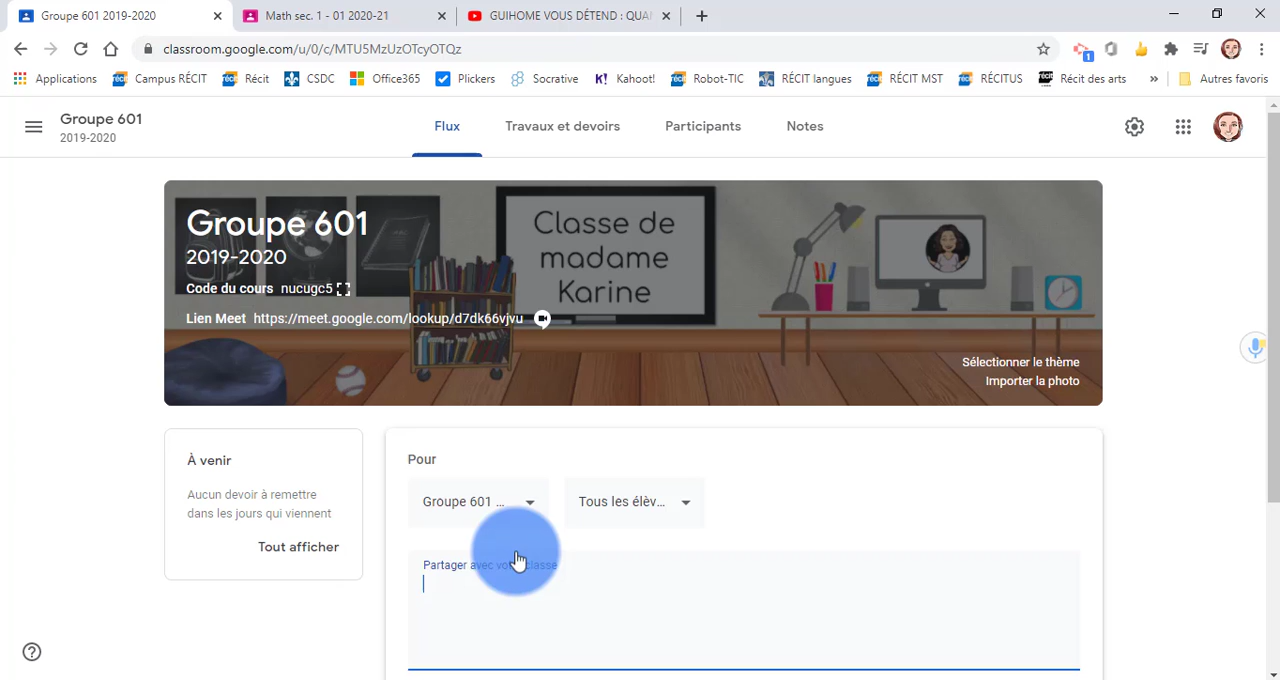 Groupe 601 2019-2020
Math sec. 1 - 01 2020-21
GUIHOME VOUS DÉTEND : QUAN
classroom.google.com/u/0/c/MTU5MzUzOTcyOTQz
1
Applications
Campus RÉCIT
Récit
CSDC
Office365
Plickers
Socrative
K! Kahoot!
Robot-TIC
RÉCIT langues
RÉCIT MST
RÉCITUS
Récit des arts
»
Autres favoris
Groupe 601
2019-2020
Flux
Travaux et devoirs
Participants
Notes
Groupe 601
2019-2020
Code du cours nucugc5
Lien Meet https://meet.google.com/lookup/d7dk66vjvu
Classe de
madame
Karine
Sélectionner le thème
Importer la photo
À venir
Aucun devoir à remettre
dans les jours qui viennent
Tout afficher
Pour
Groupe 601 ...
Tous les élèv...
Partager avec votre classe